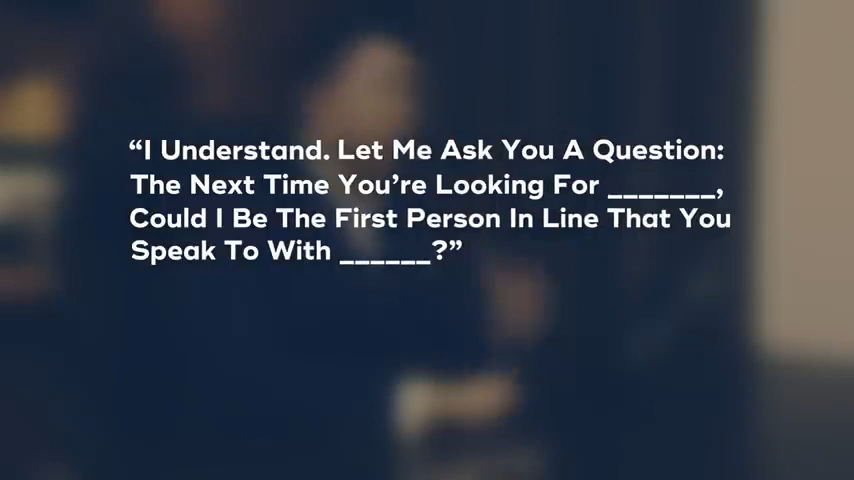 “I Understand. Let Me Ask You A Question:
The Next Time You’re Looking For _______,
Could I Be The First Person In Line That You
Speak To With ______?”